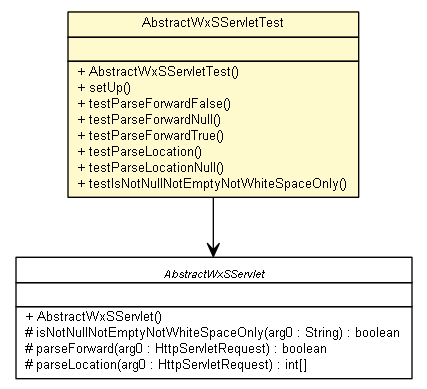 AbstractWxSServletTest
+ AbstractWxSServletTest()
+ setUp()
+ testParseForwardFalse()
+ testParseForwardNull()
+ testParseForwardTrue()
+ testParseLocation()
+ testParseLocationNull()
+ testIsNotNullNotEmptyNotWhiteSpaceOnly()
AbstractWxSServlet
+ AbstractWxSServlet()
# isNotNullNotEmptyNotWhiteSpaceOnly(arg0 : String) : boolean
# parseForward(arg0 : HttpServletRequest) : boolean
# parseLocation(arg0 : HttpServletRequest) : int[]